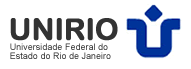 UNIRIO
Universidade Federal do
Estado do Rio de Janeiro